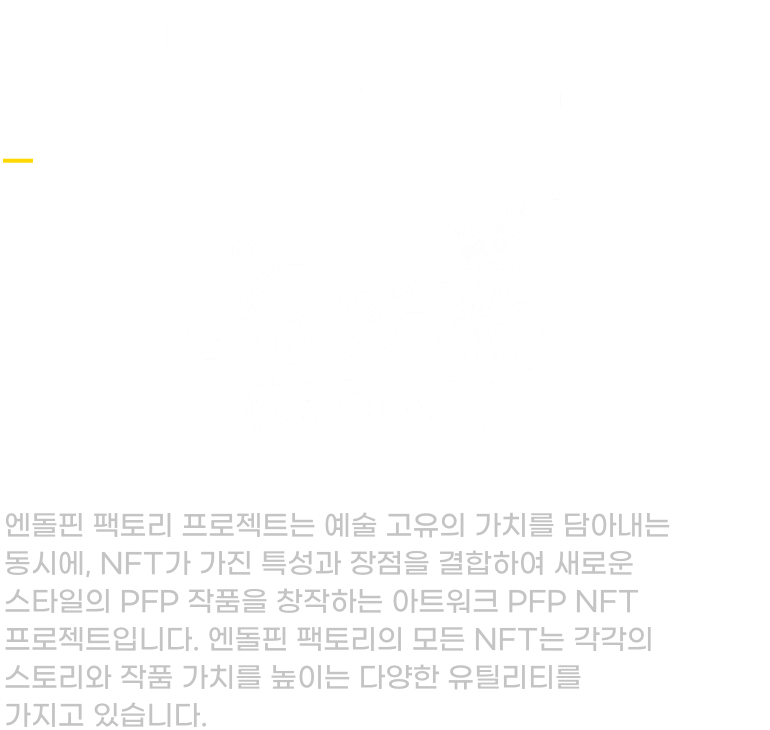 엔돌핀 팩토리 프로젝트는 예술 고유의 가치를 담아내는
동시에, NFT가 가진 특성과 장점을 결합하여 새로운
스타일의 PFP 작품을 창작하는 아트워크 PFP NFT
프로젝트입니다. 엔돌핀 팩토리의 모든 NFT는 각각의
스토리와 작품 가치를 높이는 다양한 유틸리티를
가지고 있습니다.